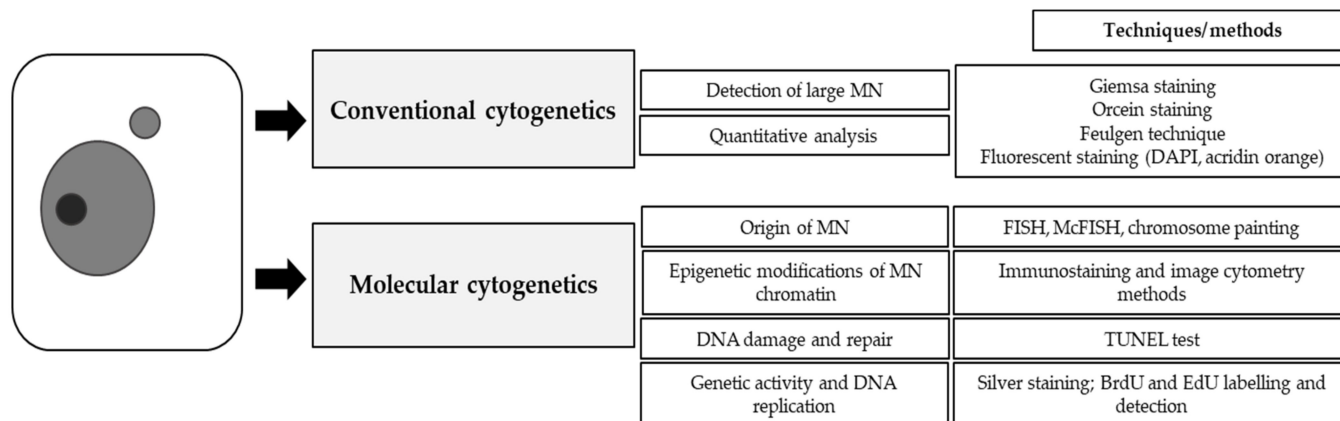 Techniques/methods
Conventional cytogenetics
Detection of large MN
Quantitative analysis
Giemsa staining
Orcein staining
Feulgen technique
Fluorescent staining (DAPI, acridin orange)
Molecular cytogenetics
Origin of MN
FISH, McFISH, chromosome painting
Epigenetic modifications of MN
chromatin
Immunostaining and image cytometry
methods
DNA damage and repair
TUNEL test
Genetic activity and DNA
replication
Silver staining; BrdU and EdU labelling and
detection